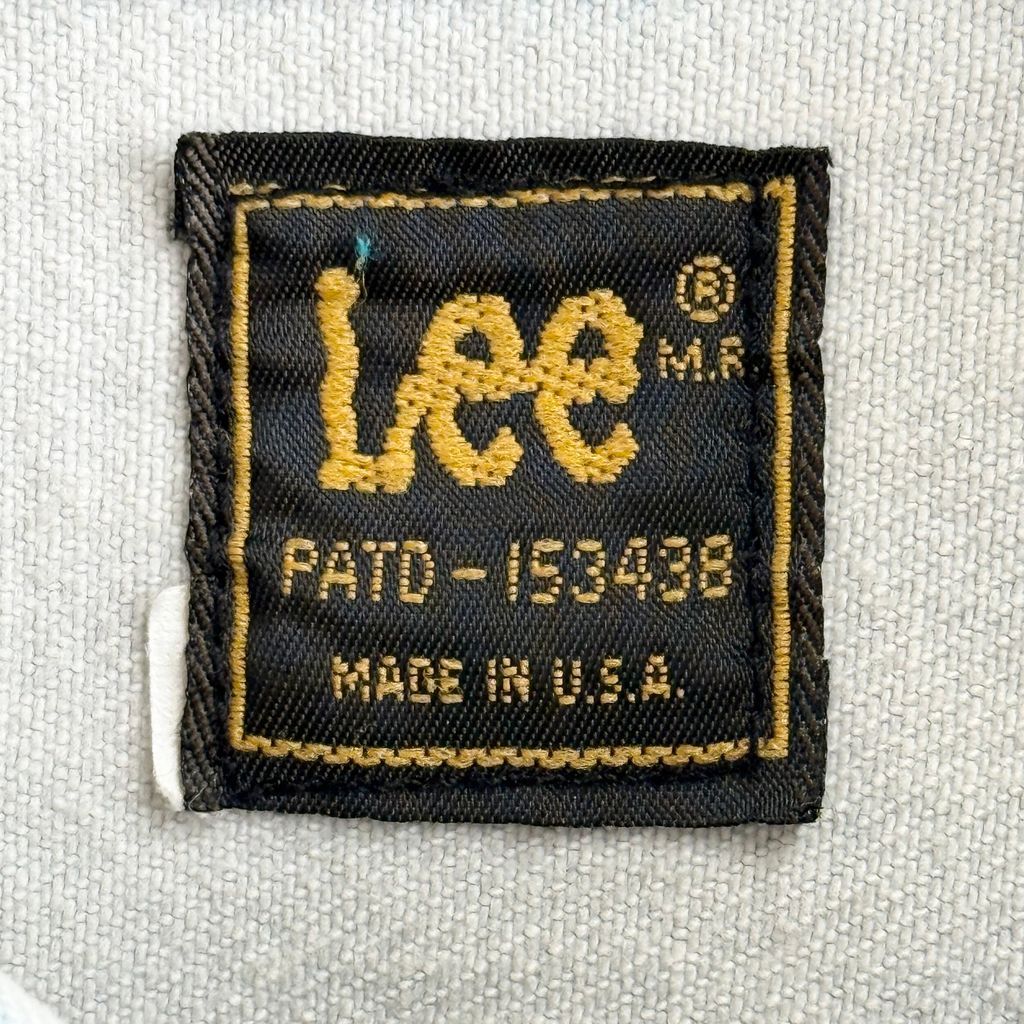 Lee ®
M.R.
PATD-153438
MADE IN U.S.A.